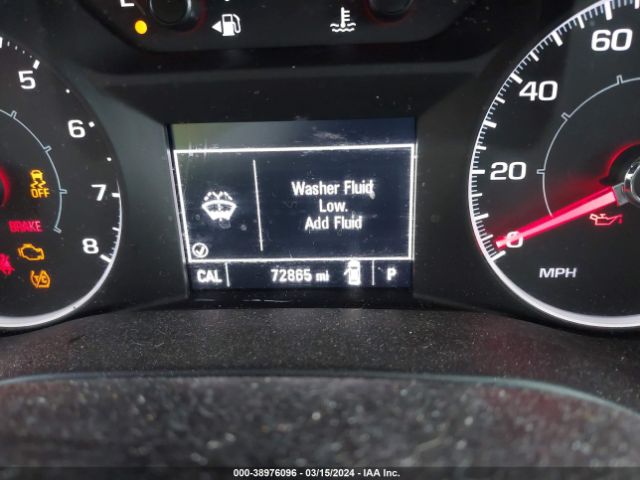 5
6
7
8
OFF
BRAKE
T/C
Washer Fluid
Low.
Add Fluid
CAL 72865 mi P
60
40
20
0
MPH
000-38976096 - 03/15/2024 - IAA Inc.